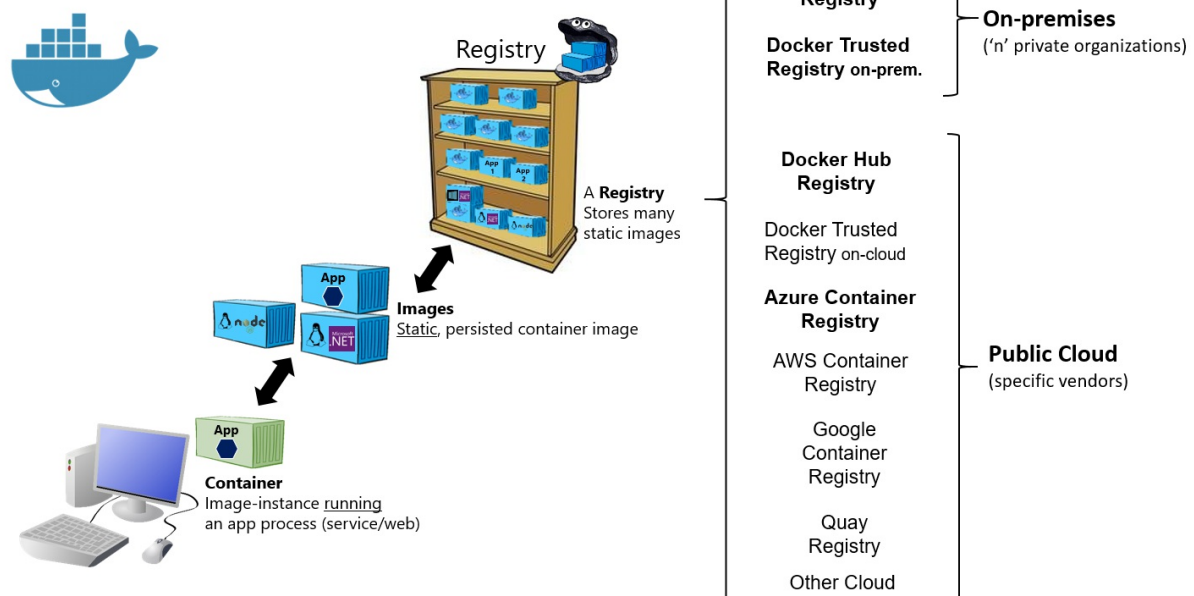 Registry
On-premises
('n' private organizations)
Docker Trusted
Registry on-prem.
Registry
App
1
App
2
node
A Registry
Stores many
static images
Docker Hub
Registry
Docker Trusted
Registry on-cloud
Azure Container
Registry
AWS Container
Registry
Google
Container
Registry
Quay
Registry
Other Cloud
Public Cloud
(specific vendors)
App
node
Microsoft
.NET
Images
Static, persisted container image
App
Container
Image-instance running
an app process (service/web)